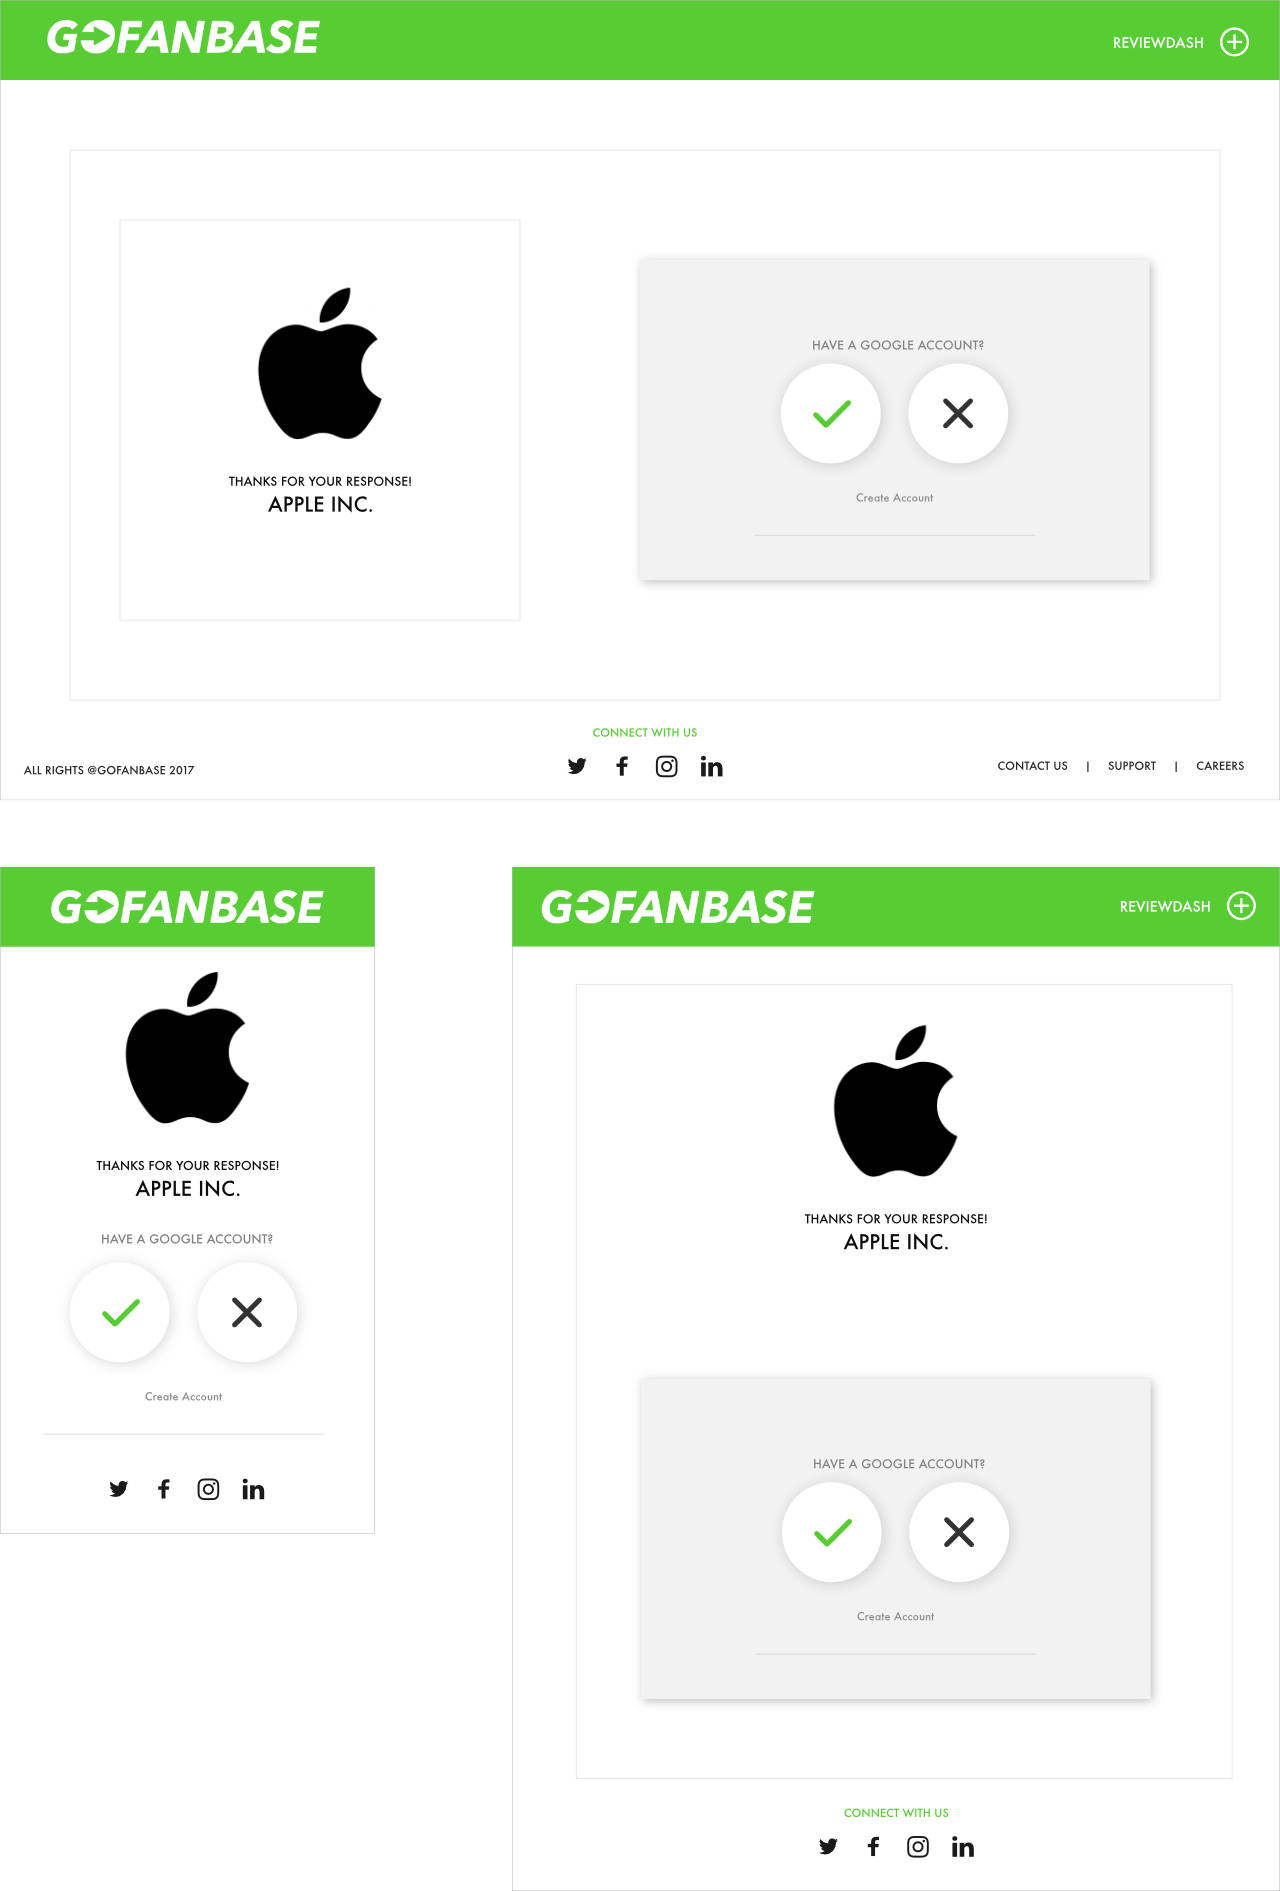 GOFANBASE
REVIEWDASH
THANKS FOR YOUR RESPONSE!
APPLE INC.
HAVE A GOOGLE ACCOUNT?
Create Account
CONNECT WITH US
ALL RIGHTS @GOFANBASE 2017
CONTACT US | SUPPORT | CAREERS
GOFANBASE
THANKS FOR YOUR RESPONSE!
APPLE INC.
HAVE A GOOGLE ACCOUNT?
Create Account
GOFANBASE
REVIEWDASH
THANKS FOR YOUR RESPONSE!
APPLE INC.
HAVE A GOOGLE ACCOUNT?
Create Account
CONNECT WITH US